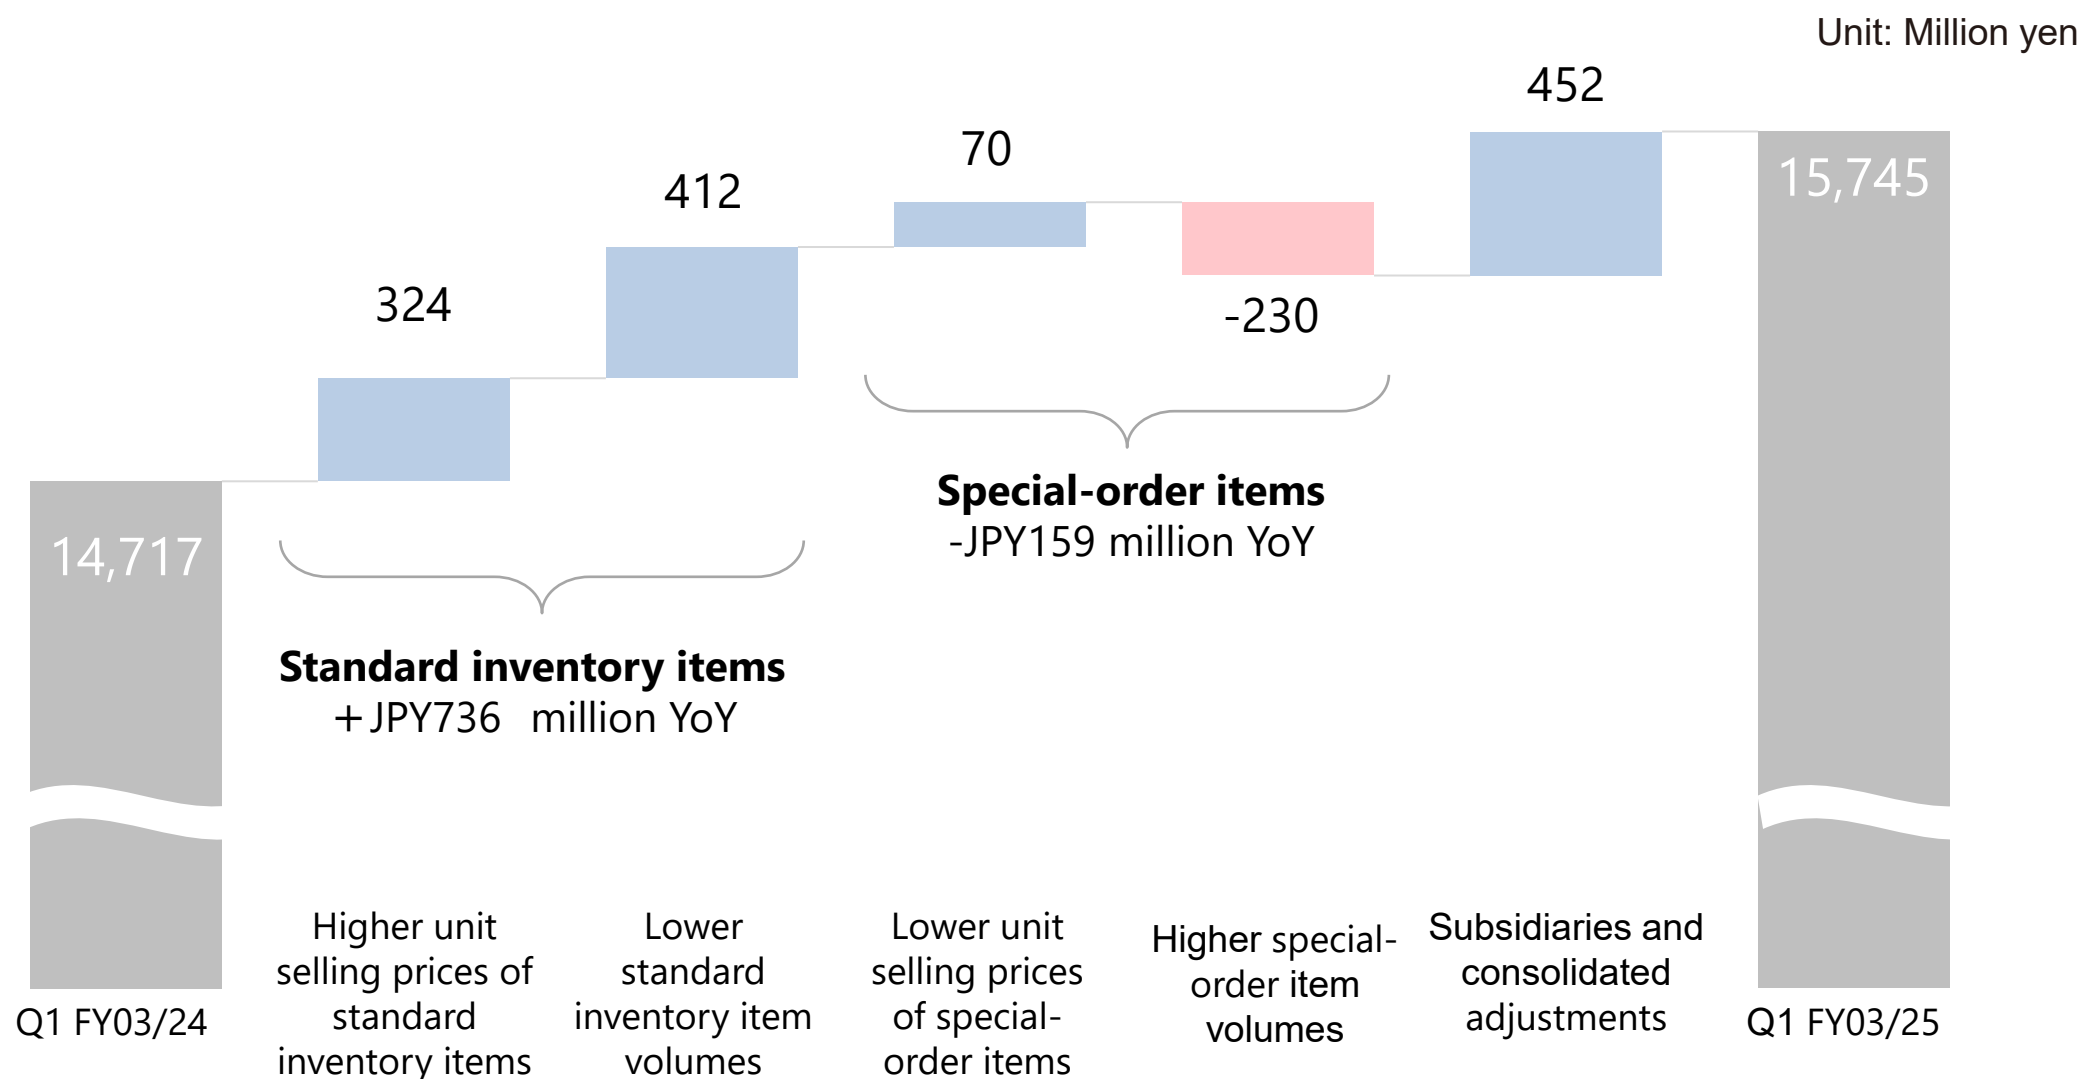 Unit: Million yen
452
70
15,745
412
324
-230
Special-order items
-JPY159 million YoY
14,717
Standard inventory items
+JPY736 million YoY
Q1 FY03/24
Higher unit
selling prices of
standard
inventory items
Lower
standard
inventory item
volumes
Lower unit
selling prices
of special-
order items
Higher special-
order item
volumes
Subsidiaries and
consolidated
adjustments
Q1 FY03/25